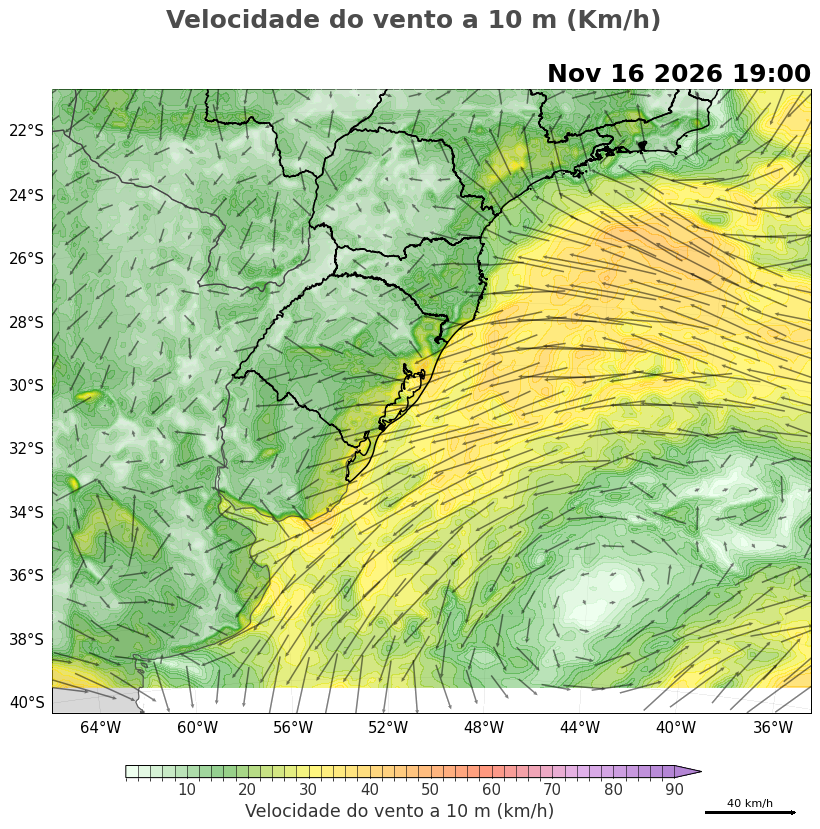 Velocidade do vento a 10 m (Km/h)
Nov 16 2026 19:00
22°S
24°S
26°S
28°S
30°S
32°S
34°S
36°S
38°S
40°S
64°W 60°W 56°W 52°W 48°W 44°W 40°W 36°W
10 20 30 40 50 60 70 80 90
Velocidade do vento a 10 m (km/h)
40 km/h